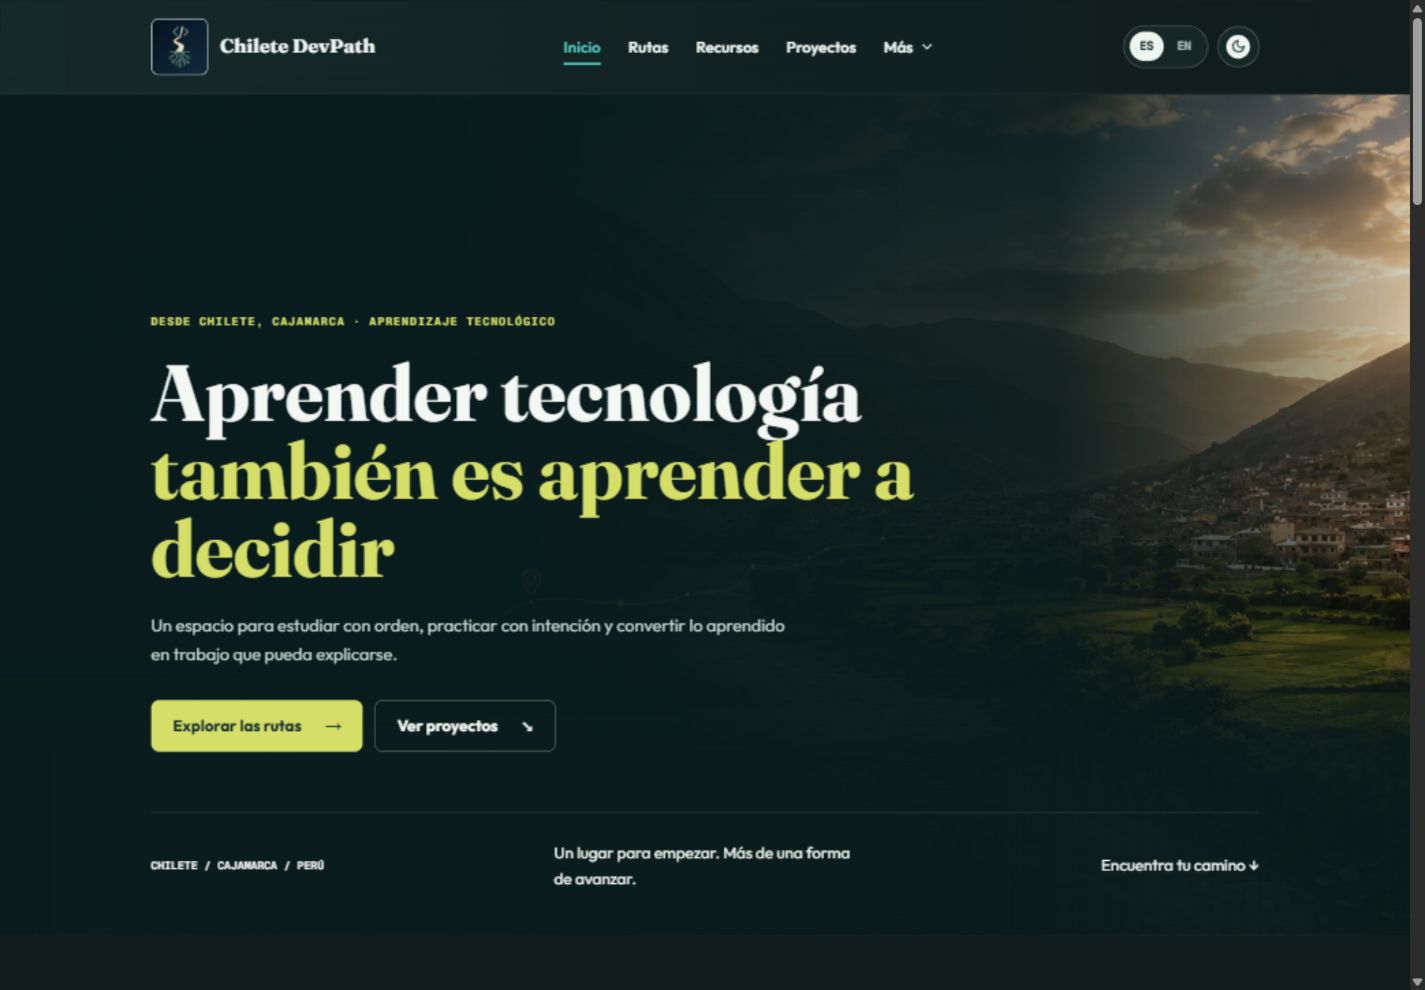 Chilete DevPath
Inicio Rutas Recursos Proyectos Más
ES EN
DESDE CHILETE, CAJAMARCA · APRENDIZAJE TECNOLÓGICO
Aprender tecnología
también es aprender a
decidir
Un espacio para estudiar con orden, practicar con intención y convertir lo aprendido
en trabajo que pueda explicarse.
Explorar las rutas →
Ver proyectos ↘
CHILETE / CAJAMARCA / PERÚ
Un lugar para empezar. Más de una forma
de avanzar.
Encuentra tu camino ↓